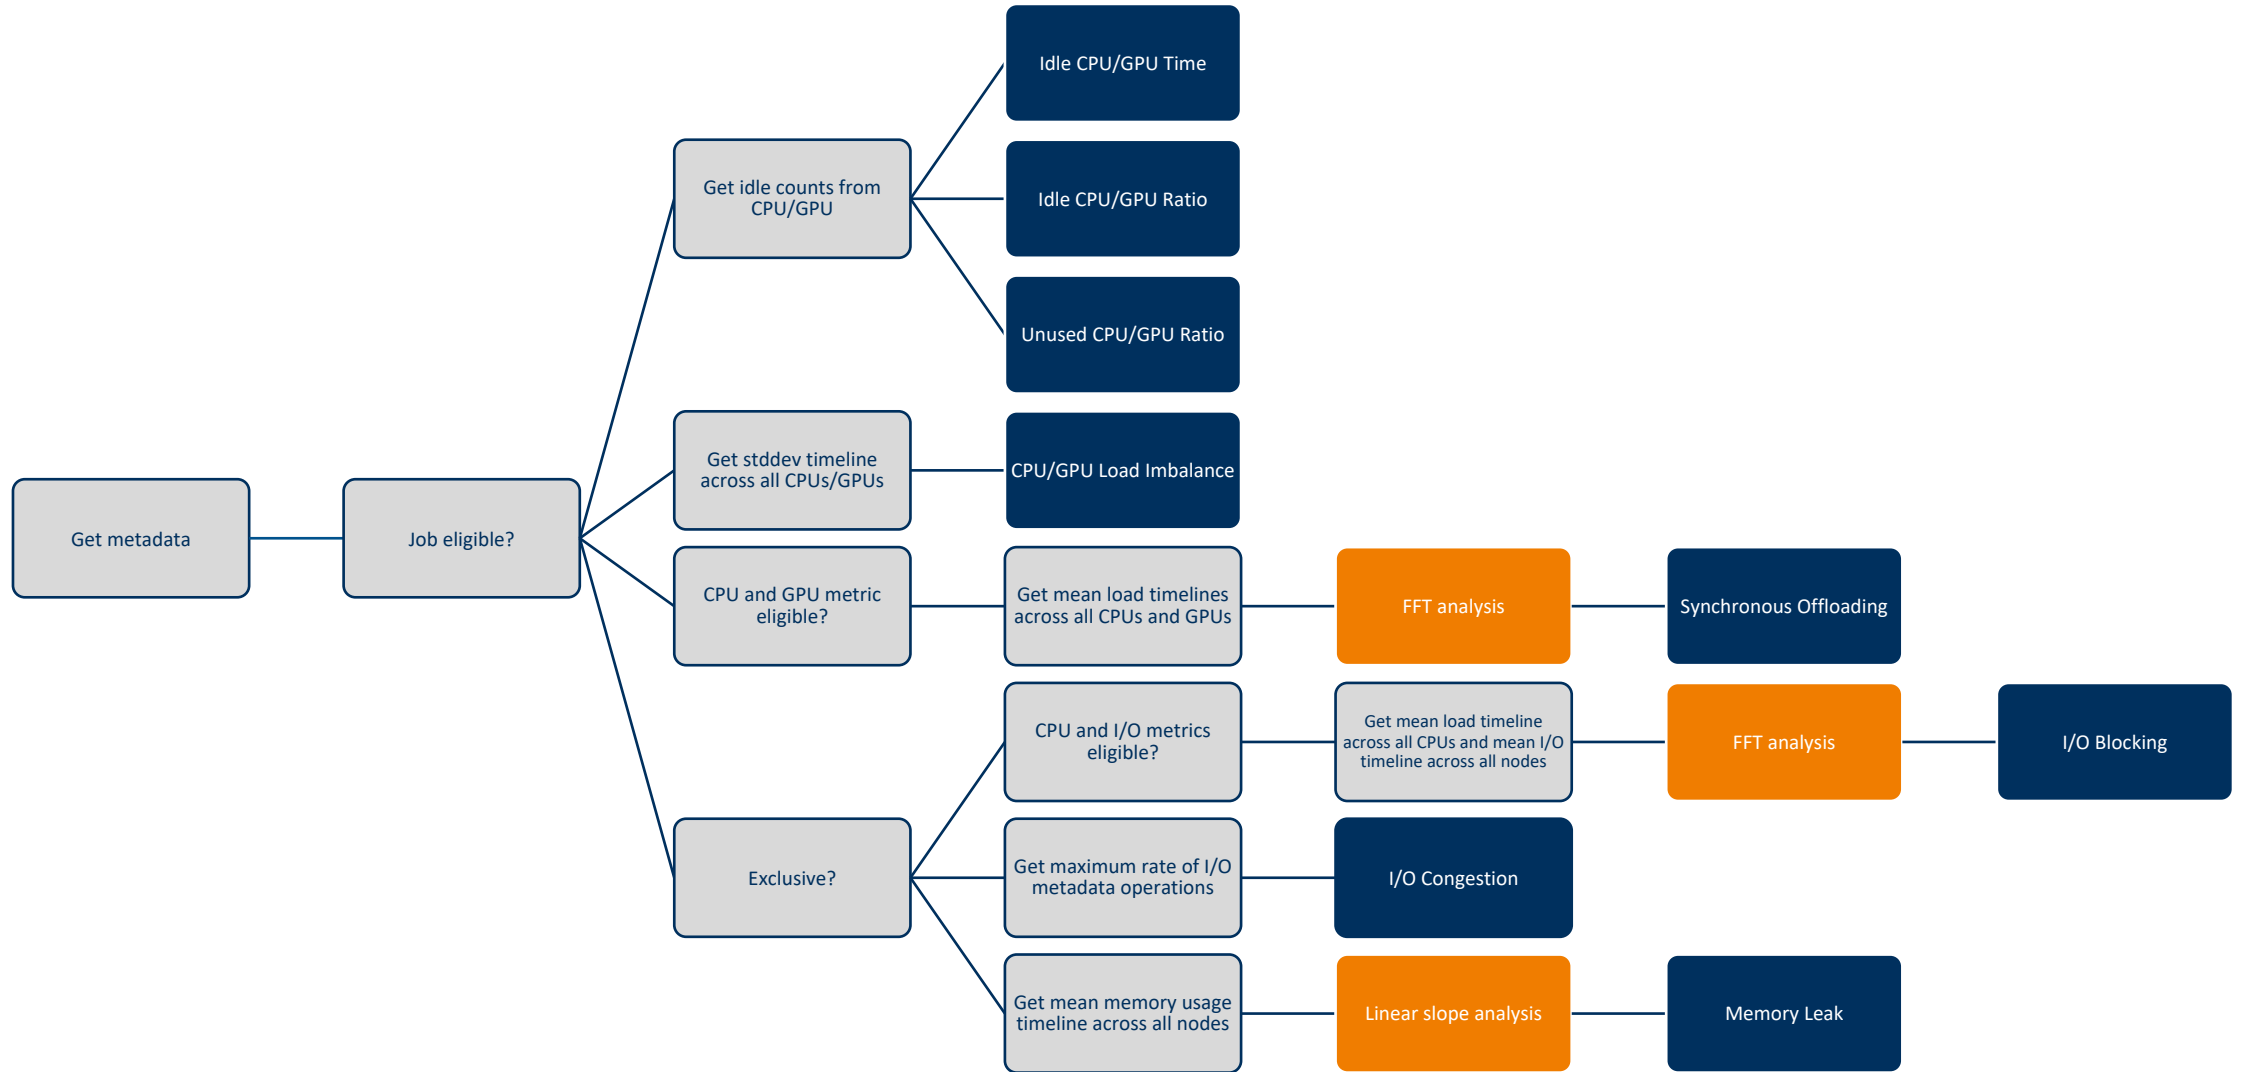 Idle CPU/GPU Time
Get idle counts from
CPU/GPU
Idle CPU/GPU Ratio
Unused CPU/GPU Ratio
Get stddev timeline
across all CPUs/GPUs
CPU/GPU Load Imbalance
Get metadata
Job eligible?
CPU and GPU metric
eligible?
Get mean load timelines
across all CPUs and GPUs
FFT analysis
Synchronous Offloading
CPU and I/O metrics
eligible?
Get mean load timeline
across all CPUs and mean I/O
timeline across all nodes
FFT analysis
I/O Blocking
Exclusive?
Get maximum rate of I/O
metadata operations
I/O Congestion
Get mean memory usage
timeline across all nodes
Linear slope analysis
Memory Leak